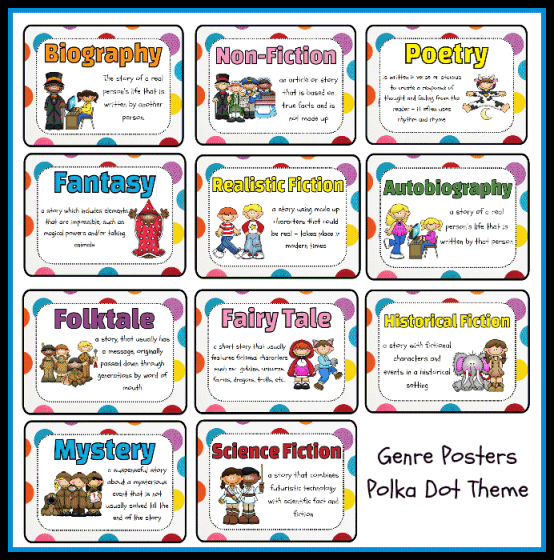 Biography
The story of a real
person's life that is
written by another
person.
Non-Fiction
an article or story
that is based on
true facts and is
not made up
Poetry
is written in verse or stanzas
to create a response of
thought and feeling from the
reader - it often uses
rhythm and rhyme.
Fantasy
a story which includes elements
that are impossible, such as
magical powers and/or talking
animals
Realistic Fiction
a story using made up
characters that could
be real - takes place in
modern times
Autobiography
a story of a real
person's life that is
written by that person
Folktale
a story, that usually has
a message, originally
passed down through
generations by word of
mouth
Fairy Tale
a short story that usually
features fictional characters
such as: goblins, unicorns,
fairies, dragons, trolls, etc.
Historical Fiction
a story with fictional
characters and
events in a historical
setting
Mystery
a suspenseful story
about a mysterious
event that is not
usually solved till the
end of the story
Science Fiction
a story that combines
futuristic technology
with scientific fact and
fiction
Genre Posters
Polka Dot Theme